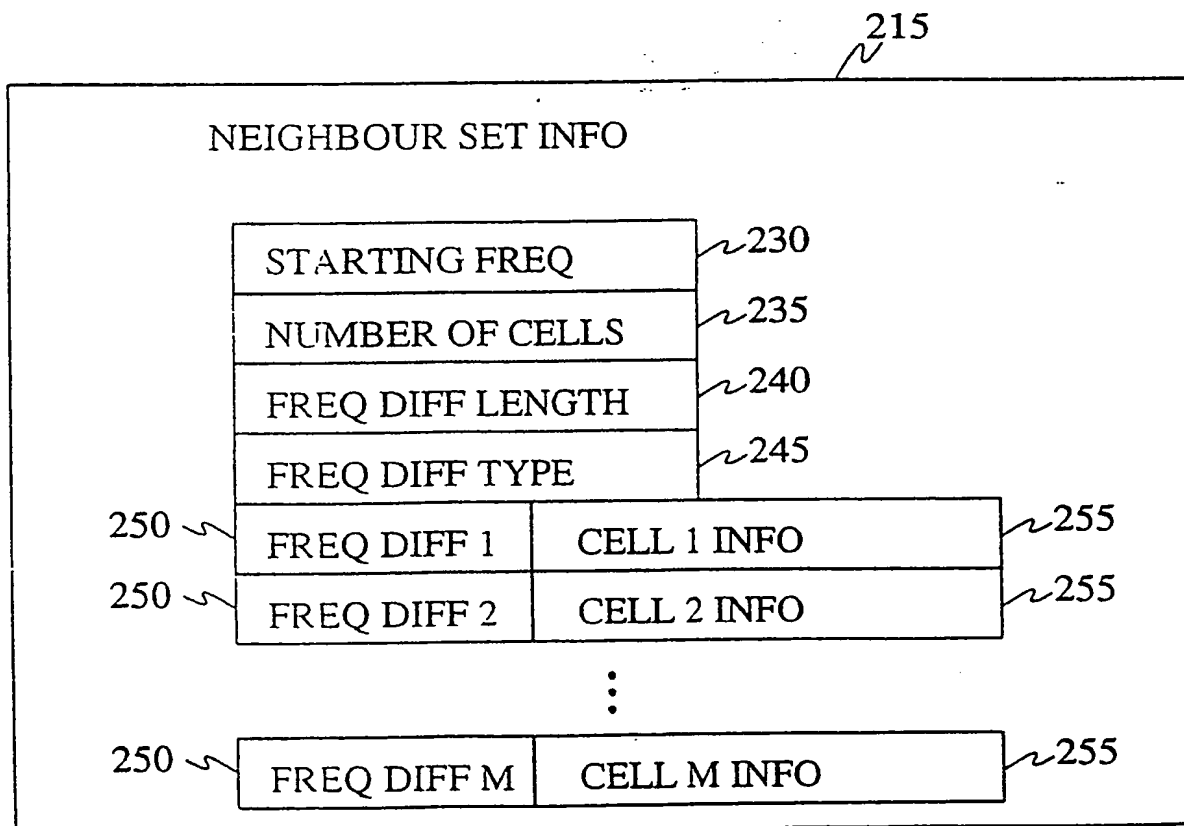 215
NEIGHBOUR SET INFO
STARTING FREQ 230
NUMBER OF CELLS 235
FREQ DIFF LENGTH 240
FREQ DIFF TYPE 245
250 FREQ DIFF 1 CELL 1 INFO 255
250 FREQ DIFF 2 CELL 2 INFO 255
250 FREQ DIFF M CELL M INFO 255